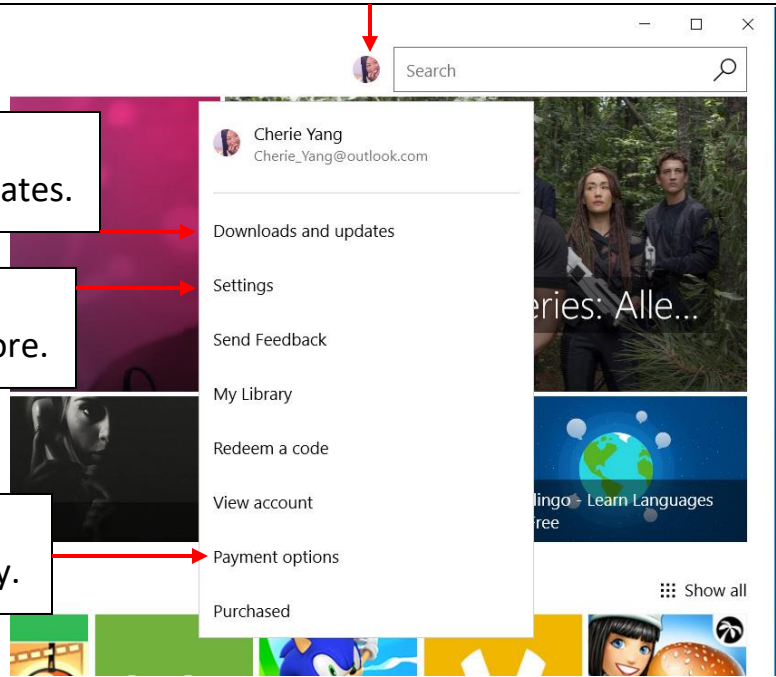 Search
Cherie Yang
Cherie_Yang@outlook.com
ates.
Downloads and updates
Settings
eries: Alle...
ore.
Send Feedback
My Library
Redeem a code
View account
lingo - Learn Languages
ree
Payment options
y.
Show all
Purchased